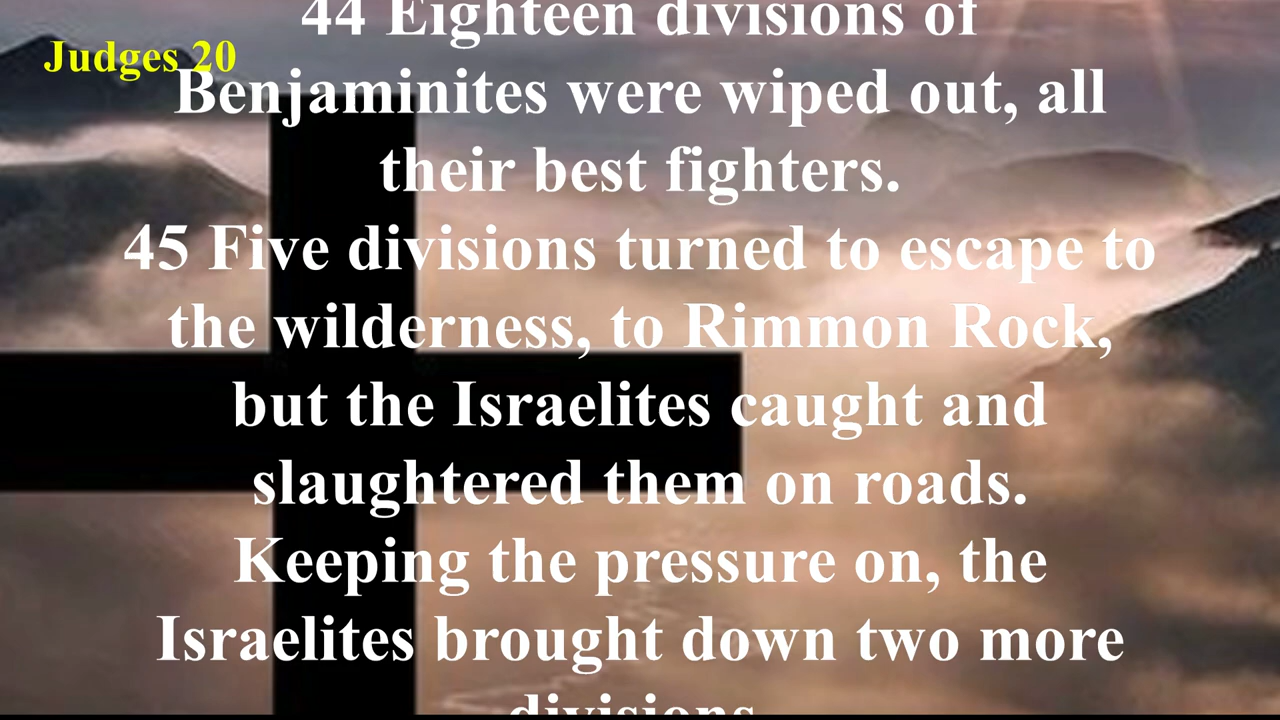 44 Eighteen divisions of
Judges 20
Benjaminites were wiped out, all
their best fighters.
45 Five divisions turned to escape to
the wilderness, to Rimmon Rock,
but the Israelites caught and
slaughtered them on roads.
Keeping the pressure on, the
Israelites brought down two more
divisions.